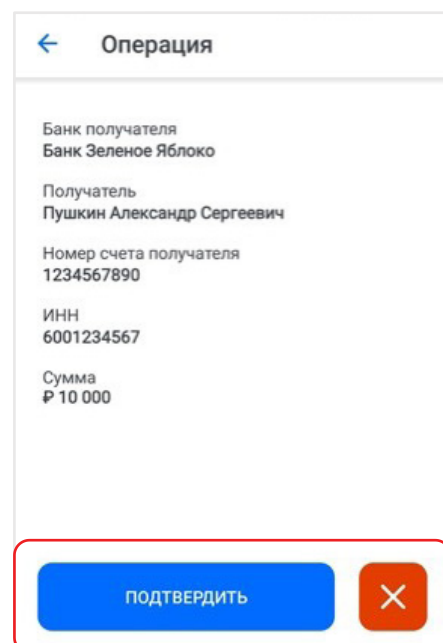 Операция
Банк получателя
Банк Зеленое Яблоко
Получатель
Пушкин Александр Сергеевич
Номер счета получателя
1234567890
ИНН
6001234567
Сумма
₽ 10 000
ПОДТВЕРДИТЬ